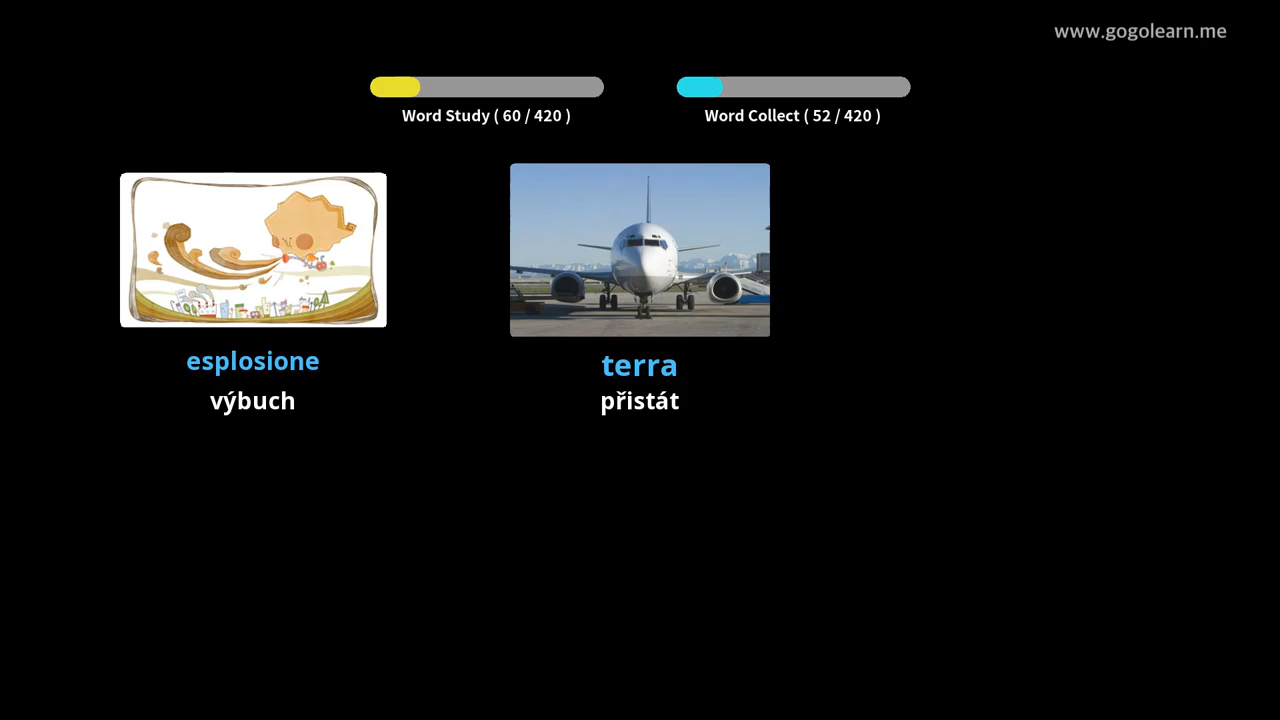 www.gogolearn.me
Word Study ( 60 / 420 )
Word Collect ( 52 / 420 )
esplosione
výbuch
terra
přistát